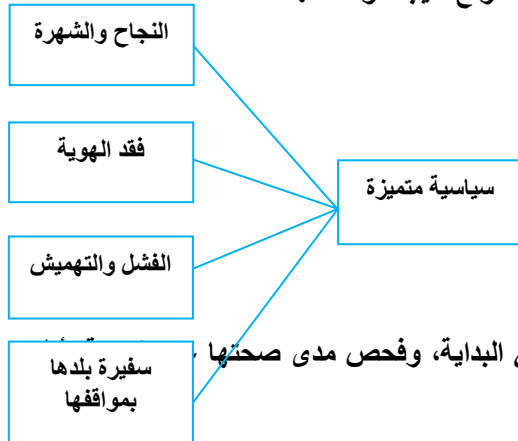 النجاح والشهرة
فقد الهوية
سياسية متميزة
الفشل والتهميش
البداية، وفحص مدى صحتها
سفيرة بلدها
بمواقفها